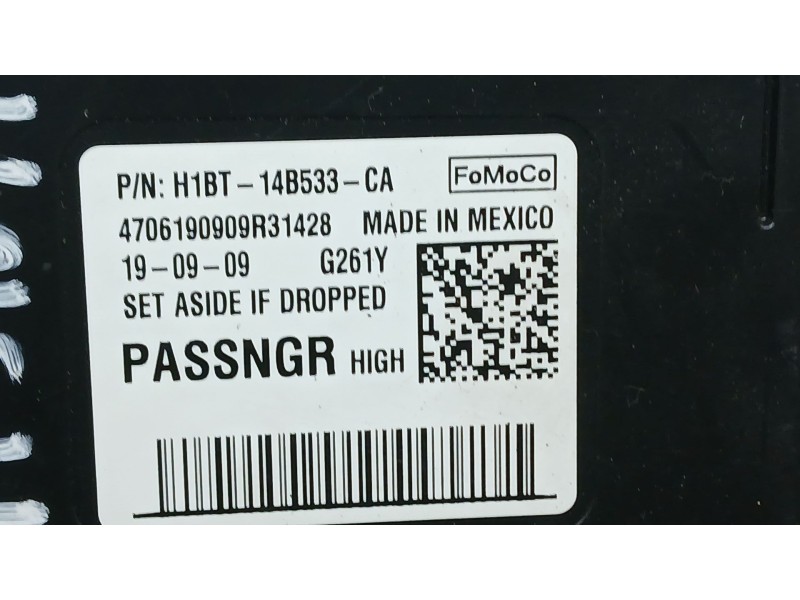 P/N: H1BT-14B533-CA FoMoCo
4706190909R31428 MADE IN MEXICO
19-09-09 G261Y
SET ASIDE IF DROPPED
PASSNGR HIGH